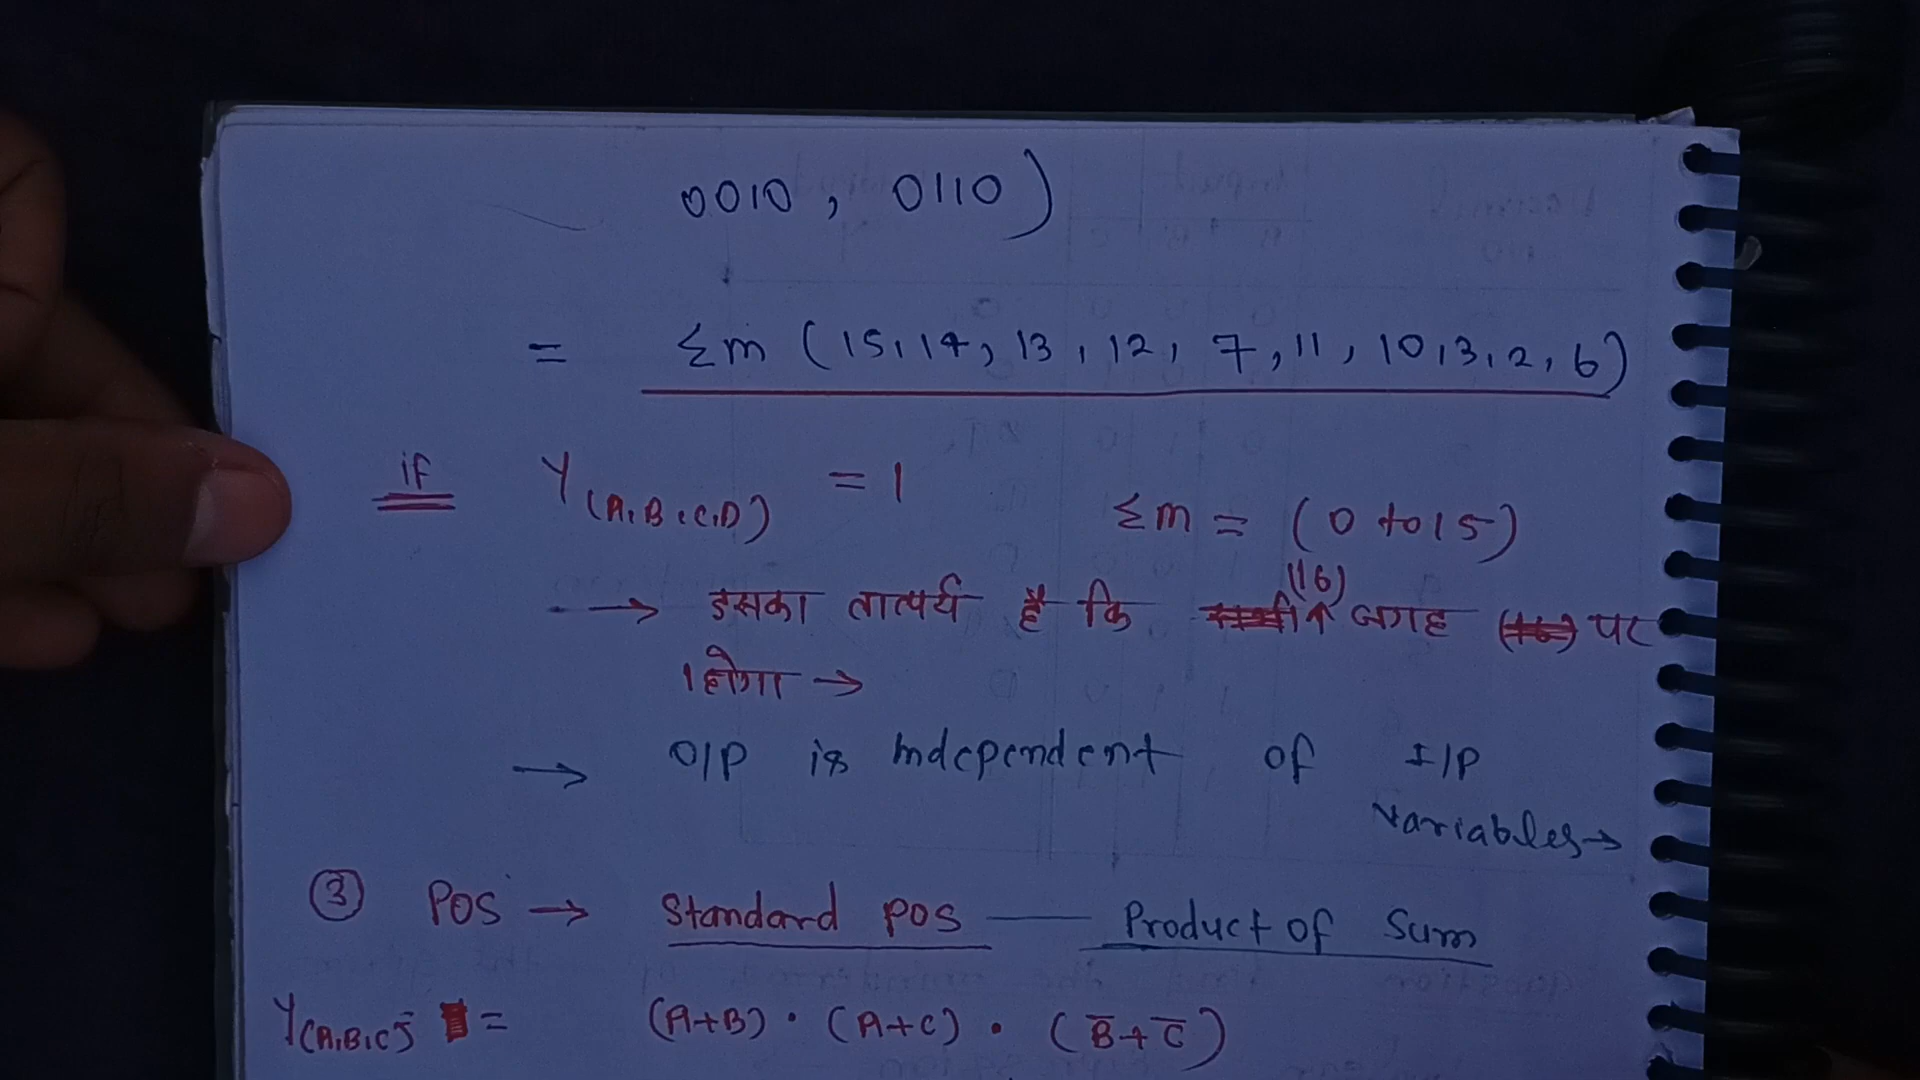 0010, 0110)
= Σm (15,14, 13, 12, 7, 11, 10,3,2,6)
if Y(A,B,C,D) = 1 Σm = (0 to 15)
→ इसका तात्पर्य है कि (16) जगह पर
1 होगा →
→ O/P is independent of I/P
variables →
③ POS → Standard POS — Product of Sum
Y(A,B,C) = (A+B) · (A+C) · (B̅+C̅)